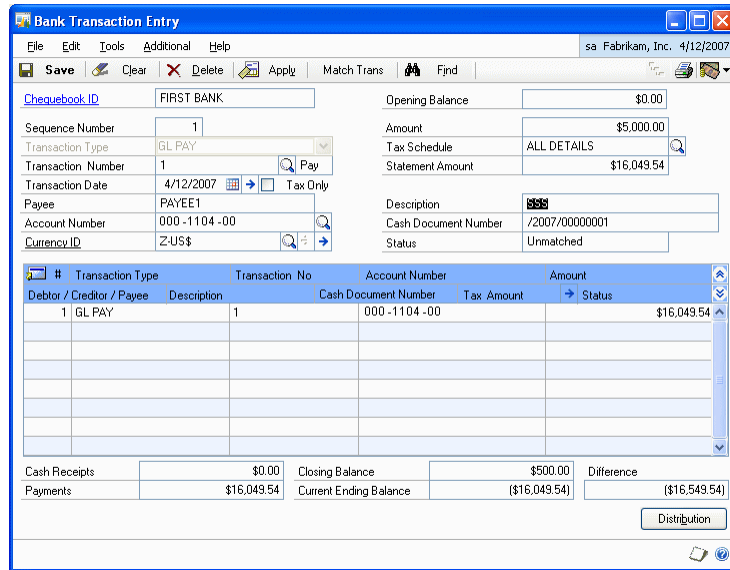 Bank Transaction Entry
File Edit Tools Additional Help sa Fabrikam, Inc. 4/12/2007
Save Clear Delete Apply Match Trans Find
Chequebook ID FIRST BANK Opening Balance $0.00
Sequence Number 1 Amount $5,000.00
Transaction Type GL PAY Tax Schedule ALL DETAILS
Transaction Number 1 Pay Statement Amount $16,049.54
Transaction Date 4/12/2007 Tax Only
Payee PAYEE1 Description SSS
Account Number 000-1104-00 Cash Document Number /2007/00000001
Currency ID Z-US$ Status Unmatched
# Transaction Type Transaction No Account Number Amount
Debtor / Creditor / Payee Description Cash Document Number Tax Amount Status
1 GL PAY 1 000-1104-00 $16,049.54
Cash Receipts $0.00 Closing Balance $500.00 Difference
Payments $16,049.54 Current Ending Balance ($16,049.54) ($16,549.54)
Distribution